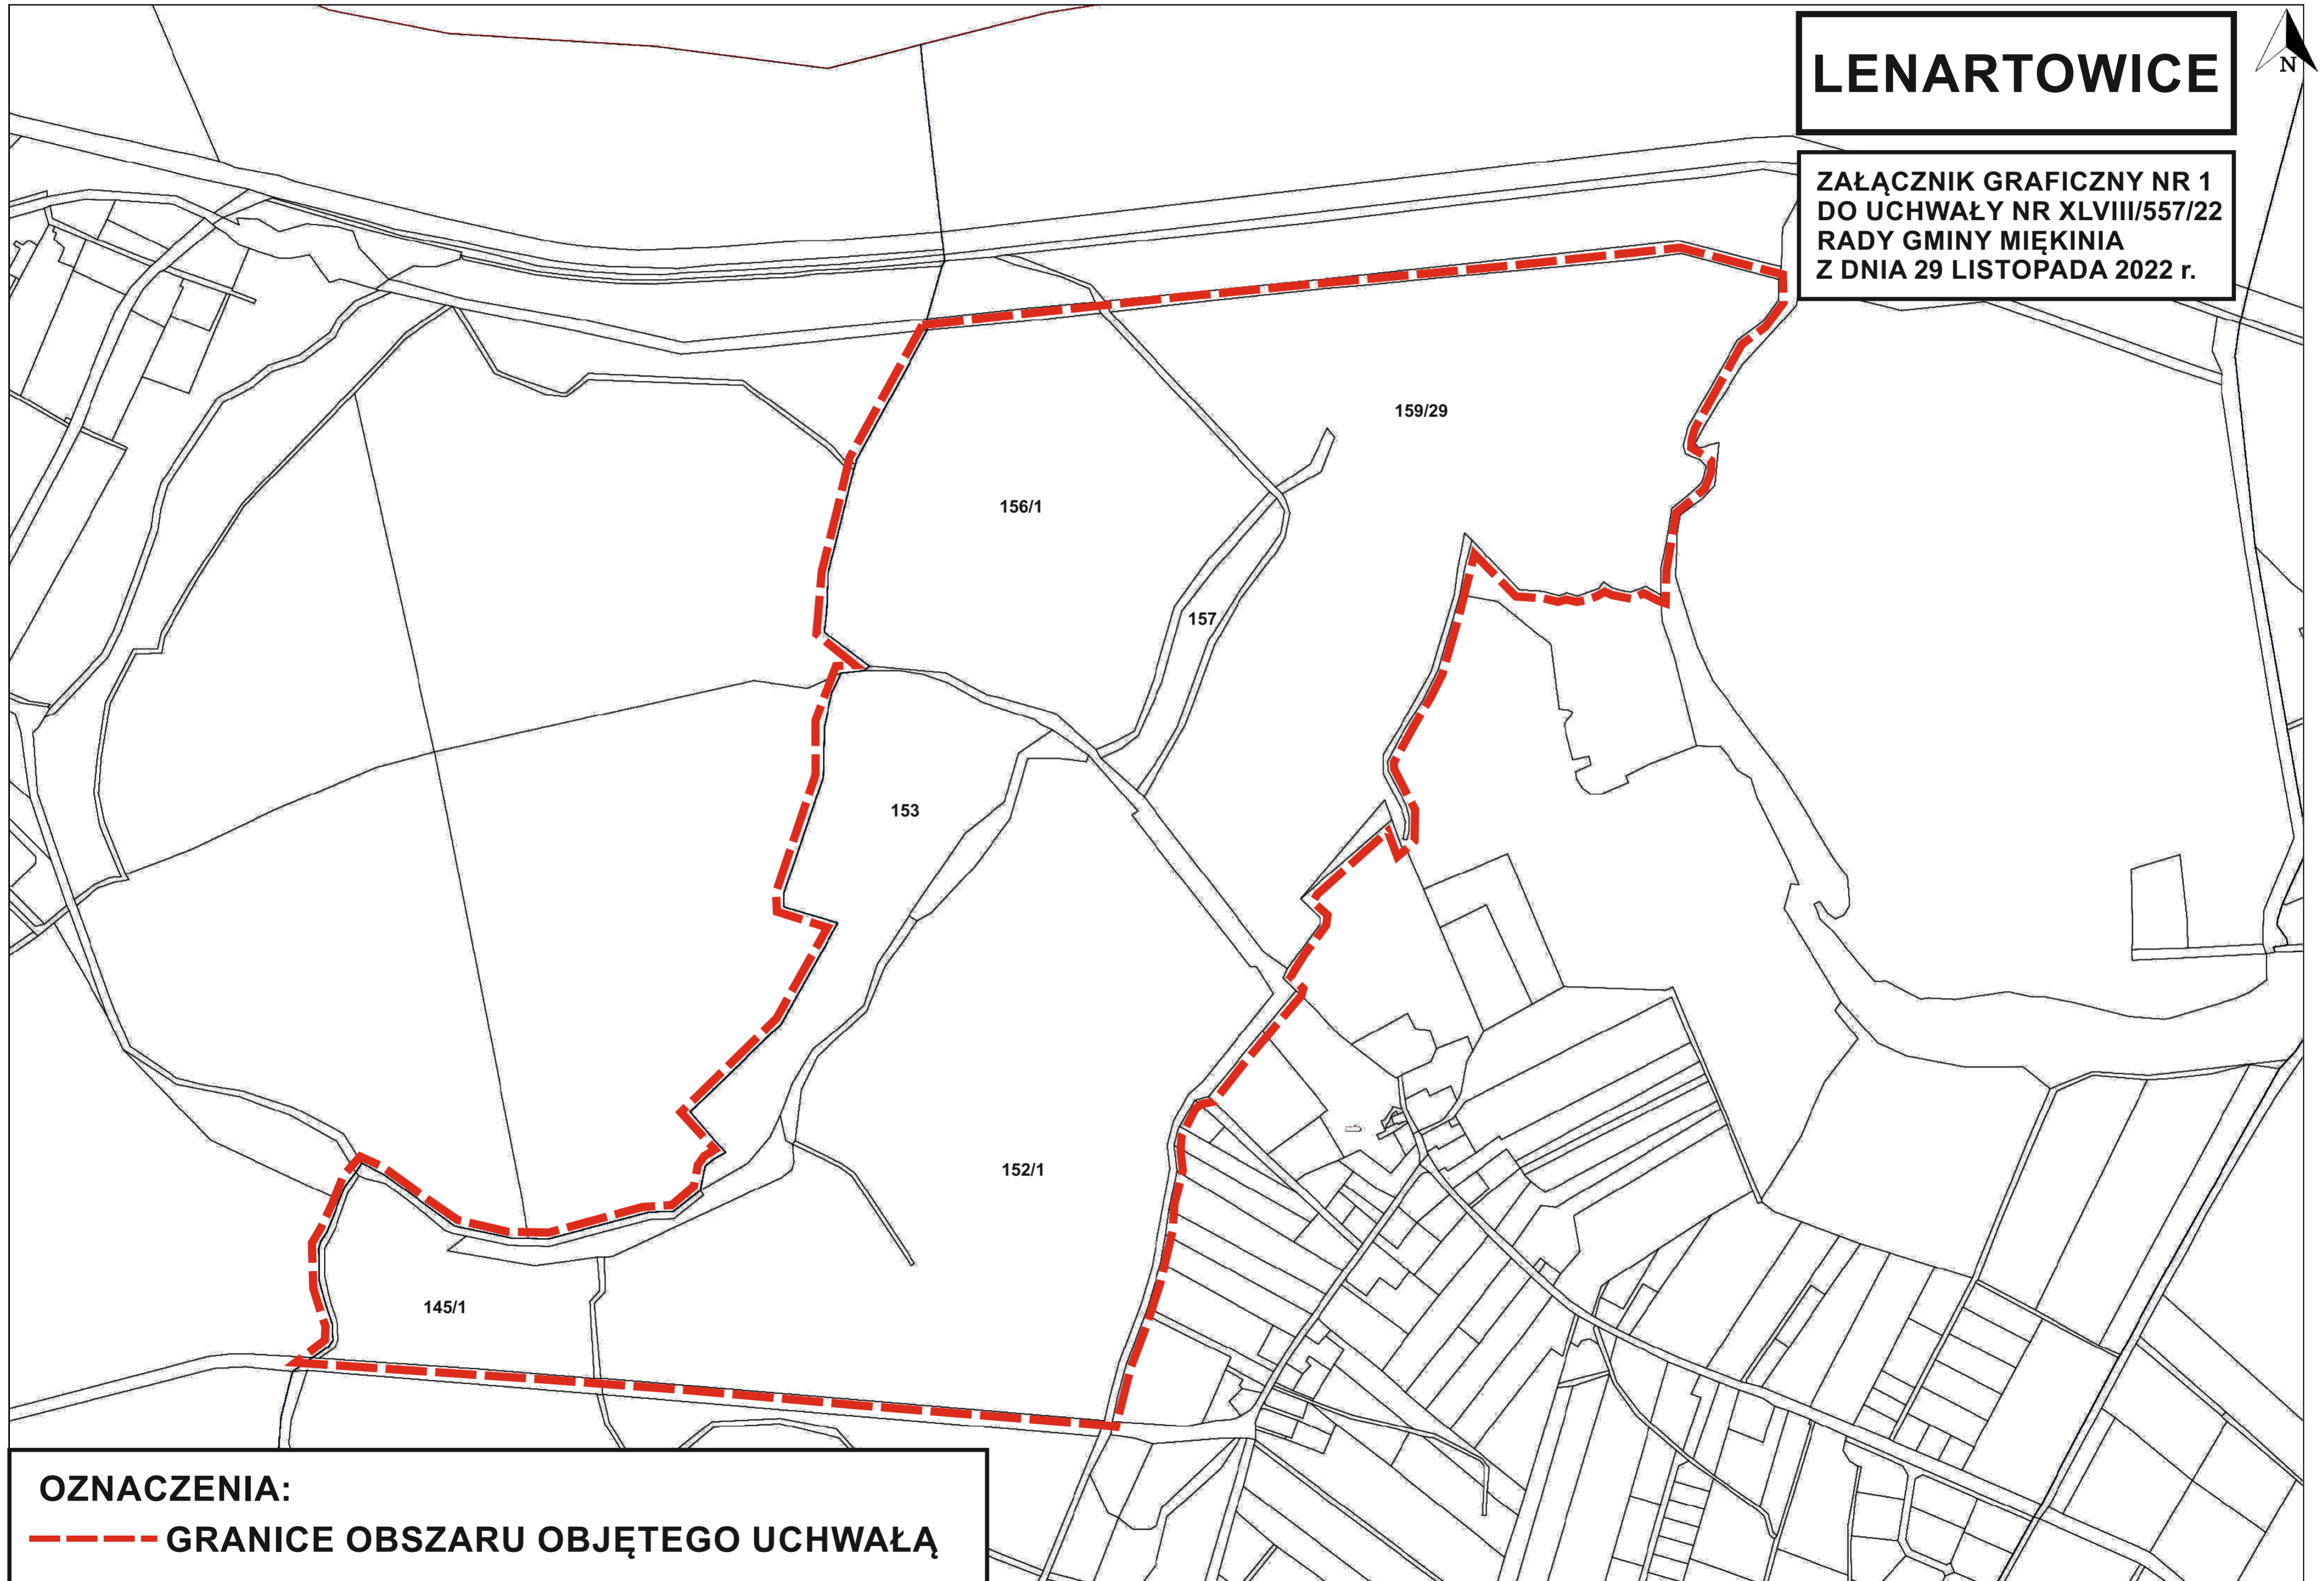 LENARTOWICE
N
ZAŁĄCZNIK GRAFICZNY NR 1
DO UCHWAŁY NR XLVIII/557/22
RADY GMINY MIĘKINIA
Z DNIA 29 LISTOPADA 2022 r.
159/29
156/1
157
153
152/1
145/1
OZNACZENIA:
GRANICE OBSZARU OBJĘTEGO UCHWAŁĄ